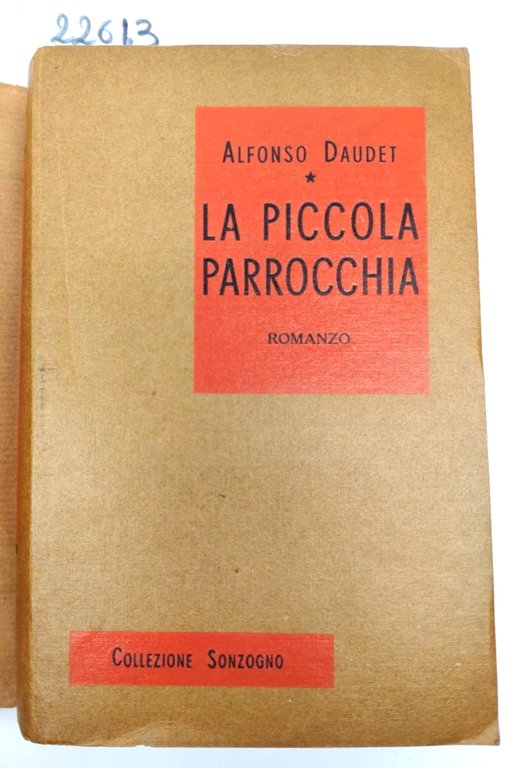 22613
ALFONSO DAUDET
★
LA PICCOLA
PARROCCHIA
ROMANZO
COLLEZIONE SONZOGNO